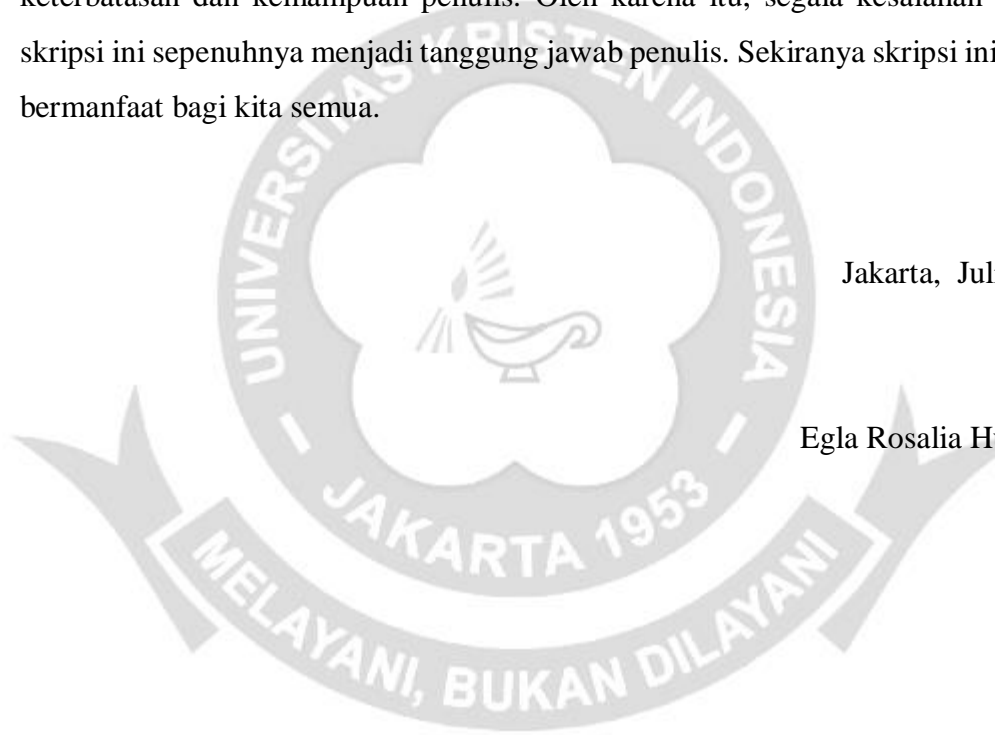 keterbatasan dan kemampuan penulis. Oleh karena itu, segala kesalahan
skripsi ini sepenuhnya menjadi tanggung jawab penulis. Sekiranya skripsi ini
bermanfaat bagi kita semua.
UNIVERSITAS KRISTEN INDONESIA
Jakarta,
Egla Rosalia
- JAKARTA 1953 -
MELAYANI, BUKAN DILAYANI